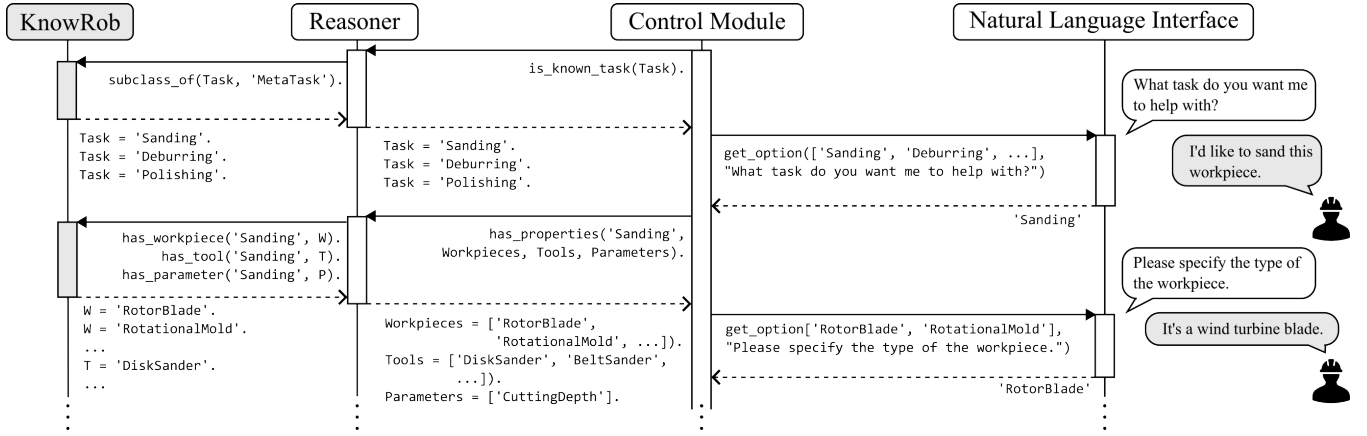 KnowRob
Reasoner
Control Module
Natural Language Interface
is_known_task(Task).
subclass_of(Task, 'MetaTask').
Task = 'Sanding'.
Task = 'Deburring'.
Task = 'Polishing'.
Task = 'Sanding'.
Task = 'Deburring'.
Task = 'Polishing'.
What task do you want me
to help with?
get_option(['Sanding', 'Deburring', ...],
"What task do you want me to help with?")
I'd like to sand this
workpiece.
'Sanding'
has_properties('Sanding',
Workpieces, Tools, Parameters).
has_workpiece('Sanding', W).
has_tool('Sanding', T).
has_parameter('Sanding', P).
W = 'RotorBlade'.
W = 'RotationalMold'.
...
T = 'DiskSander'.
...
Workpieces = ['RotorBlade',
'RotationalMold', ...]).
Tools = ['DiskSander', 'BeltSander',
...]).
Parameters = ['CuttingDepth'].
Please specify the type of
the workpiece.
get_option['RotorBlade', 'RotationalMold'],
"Please specify the type of the workpiece.")
It's a wind turbine blade.
'RotorBlade'